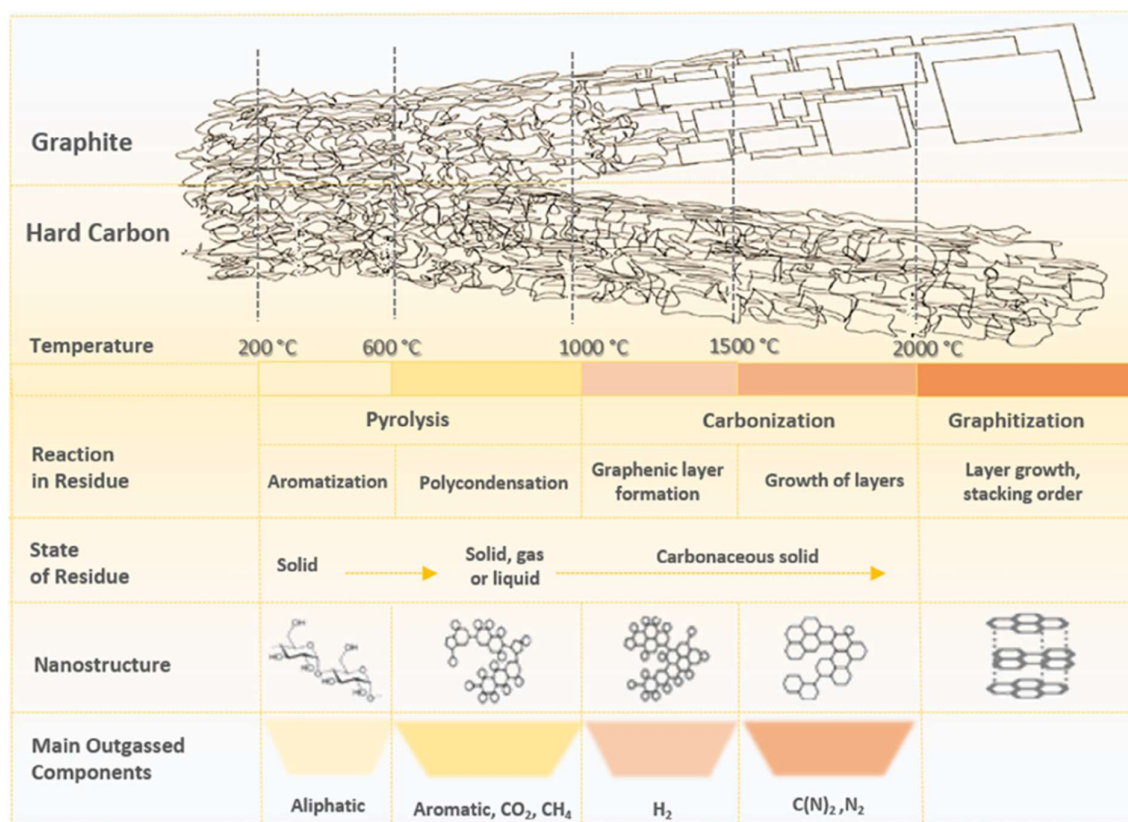 Graphite
Hard Carbon
Temperature 200 °C 600 °C 1000 °C 1500 °C 2000 °C
Pyrolysis Carbonization Graphitization
Reaction
in Residue
Aromatization Polycondensation
Graphenic layer
formation
Growth of layers
Layer growth,
stacking order
State
of Residue
Solid
Solid, gas
or liquid
Carbonaceous solid
Nanostructure
Main Outgassed
Components
Aliphatic Aromatic, CO₂, CH₄ H₂ C(N)₂ ,N₂